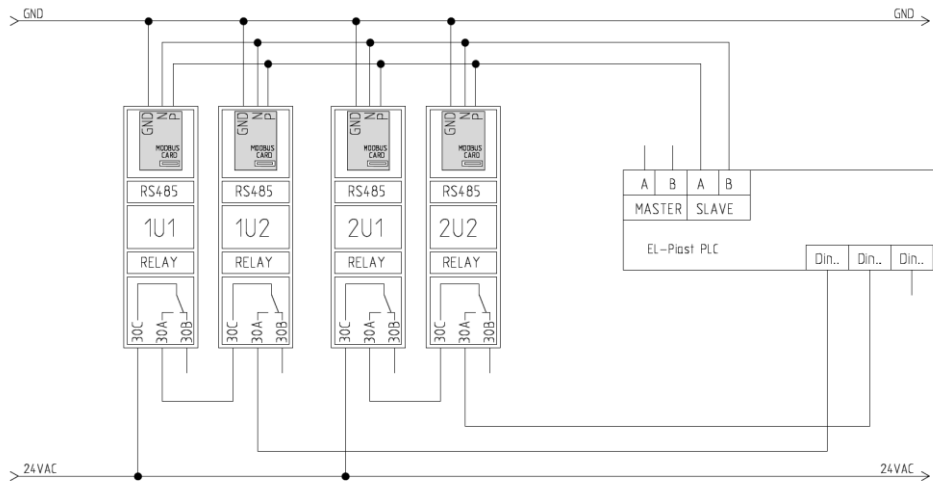 GND GND
GND N P GND N P GND N P GND N P
MODBUS MODBUS MODBUS MODBUS
CARD CARD CARD CARD
A B A B
RS485 RS485 RS485 RS485
MASTER SLAVE
1U1 1U2 2U1 2U2
EL-Piast PLC
RELAY RELAY RELAY RELAY
Din.. Din.. Din..
30C 30A 30B 30C 30A 30B 30C 30A 30B 30C 30A 30B
24VAC 24VAC